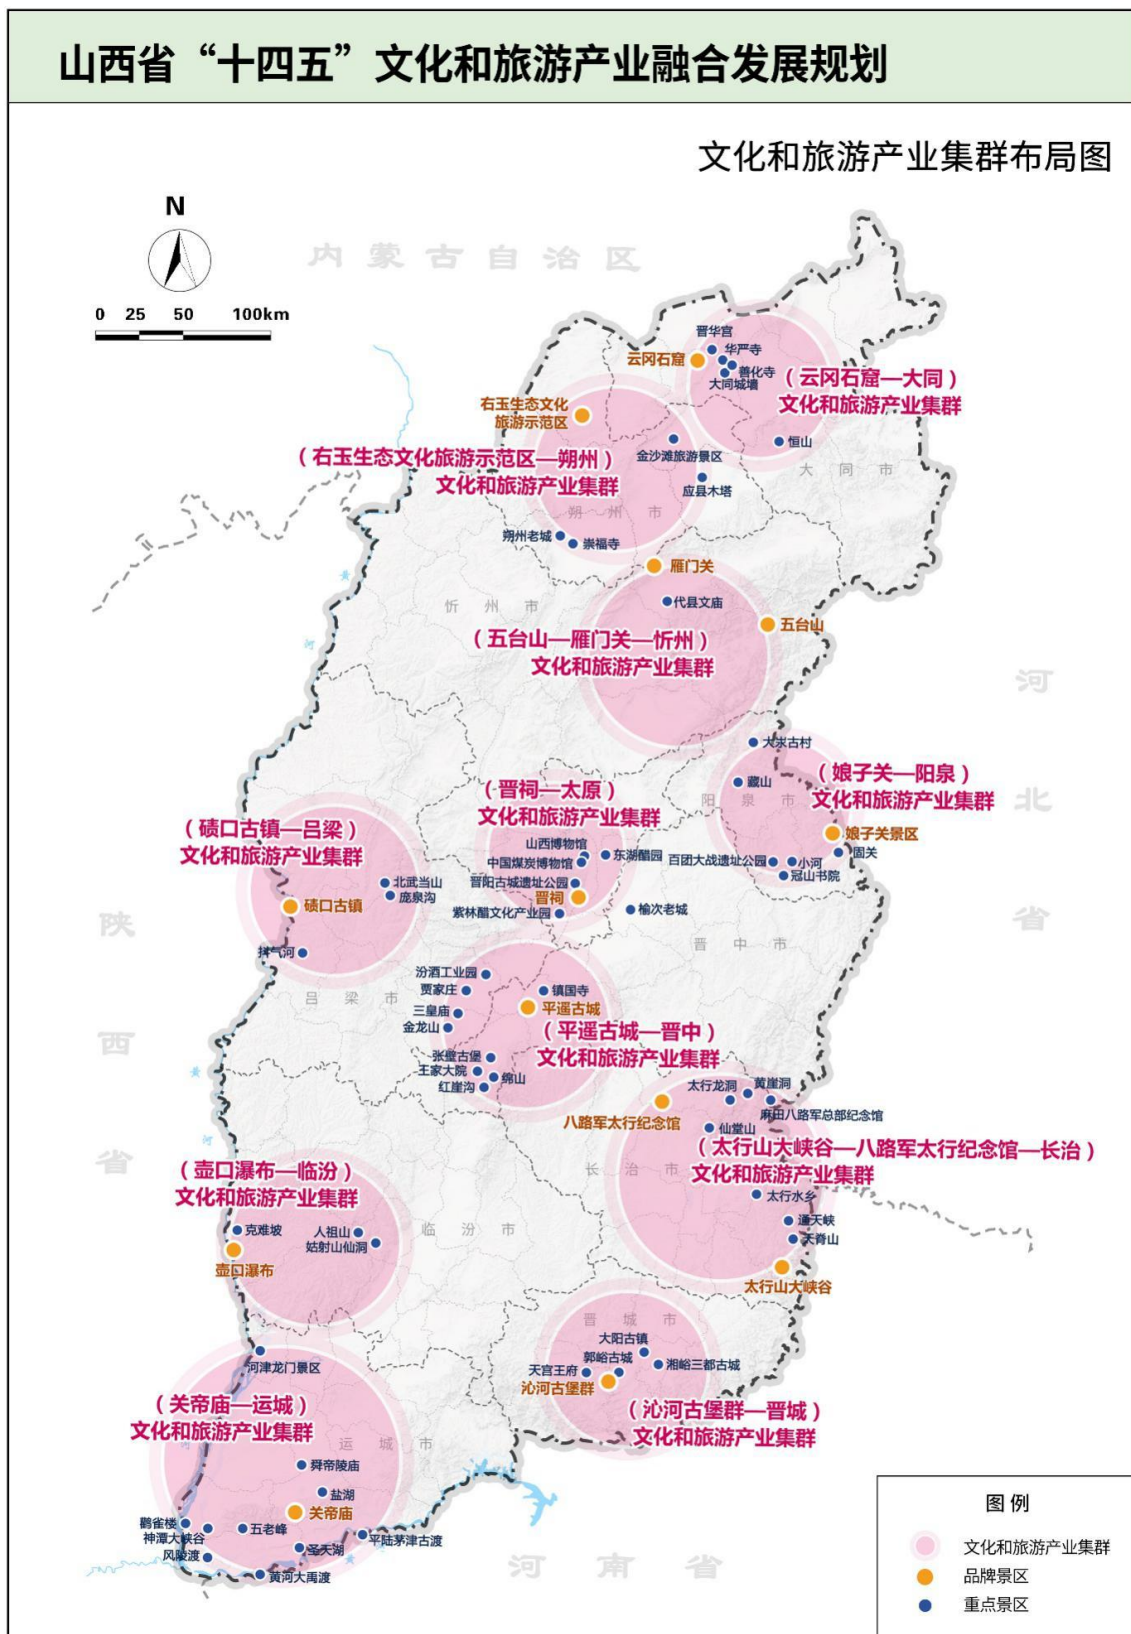 山西省“十四五”文化和旅游产业融合发展规划
文化和旅游产业集群布局图
N
0 25 50 100km
内蒙古自治区
晋华宫
云冈石窟
华严寺
善化寺
大同城墙
（云冈石窟—大同）
文化和旅游产业集群
右玉生态文化
旅游示范区
恒山
金沙滩旅游景区
（右玉生态文化旅游示范区—朔州）
文化和旅游产业集群
大同市
应县木塔
朔州市
朔州老城
崇福寺
雁门关
代县文庙
忻州市
五台山
（五台山—雁门关—忻州）
文化和旅游产业集群
河
河北省
大汖古村
藏山
（娘子关—阳泉）
文化和旅游产业集群
阳泉市
娘子关景区
固关
百团大战遗址公园
小河
冠山书院
（晋祠—太原）
文化和旅游产业集群
山西博物馆
东湖醋园
中国煤炭博物馆
晋阳古城遗址公园
晋祠
紫林醋文化产业园
榆次老城
（碛口古镇—吕梁）
文化和旅游产业集群
北武当山
庞泉沟
碛口古镇
抖气河
陕西省
晋中市
吕梁市
汾酒工业园
贾家庄
镇国寺
平遥古城
三皇庙
金龙山
（平遥古城—晋中）
文化和旅游产业集群
张壁古堡
王家大院
绵山
红崖沟
黄
河
太行龙洞
黄崖洞
麻田八路军总部纪念馆
八路军太行纪念馆
仙堂山
（太行山大峡谷—八路军太行纪念馆—长治）
文化和旅游产业集群
长治市
太行水乡
通天峡
天脊山
太行山大峡谷
（壶口瀑布—临汾）
文化和旅游产业集群
克难坡
人祖山
姑射山仙洞
壶口瀑布
临汾市
晋城市
大阳古镇
郭峪古城
湘峪三都古城
天官王府
沁河古堡群
（沁河古堡群—晋城）
文化和旅游产业集群
河津龙门景区
（关帝庙—运城）
文化和旅游产业集群
运城市
舜帝陵庙
盐湖
关帝庙
鹳雀楼
神潭大峡谷
五老峰
风陵渡
圣天湖
平陆茅津古渡
黄河大禹渡
河南省
图例
文化和旅游产业集群
品牌景区
重点景区